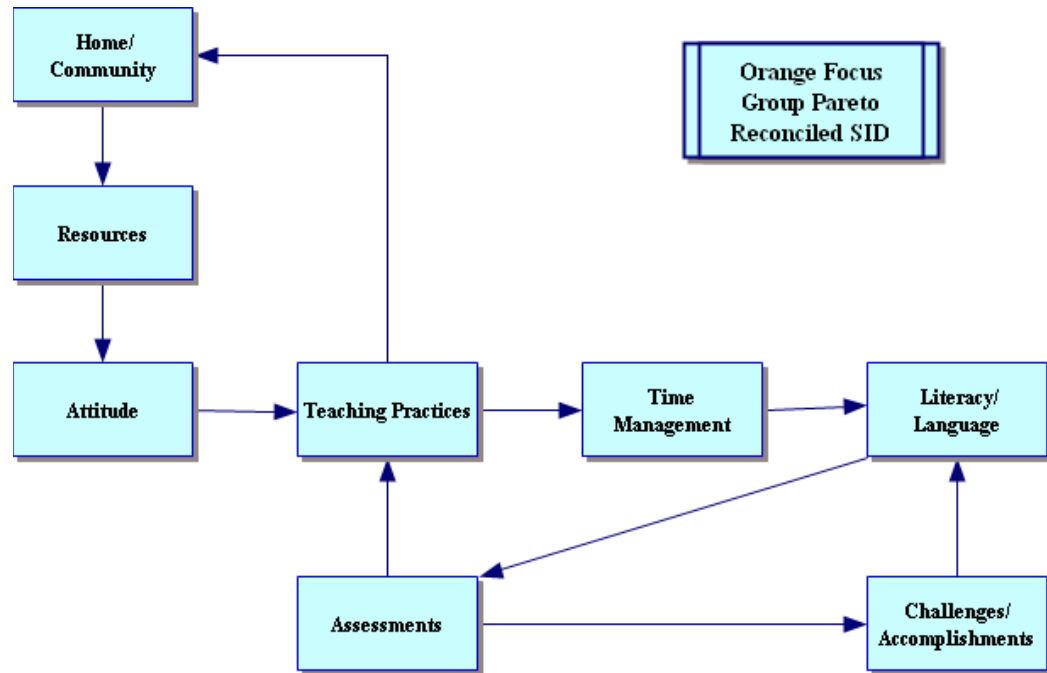 Home/
Community
Orange Focus
Group Pareto
Reconciled SID
Resources
Attitude
Teaching Practices
Time
Management
Literacy/
Language
Assessments
Challenges/
Accomplishments